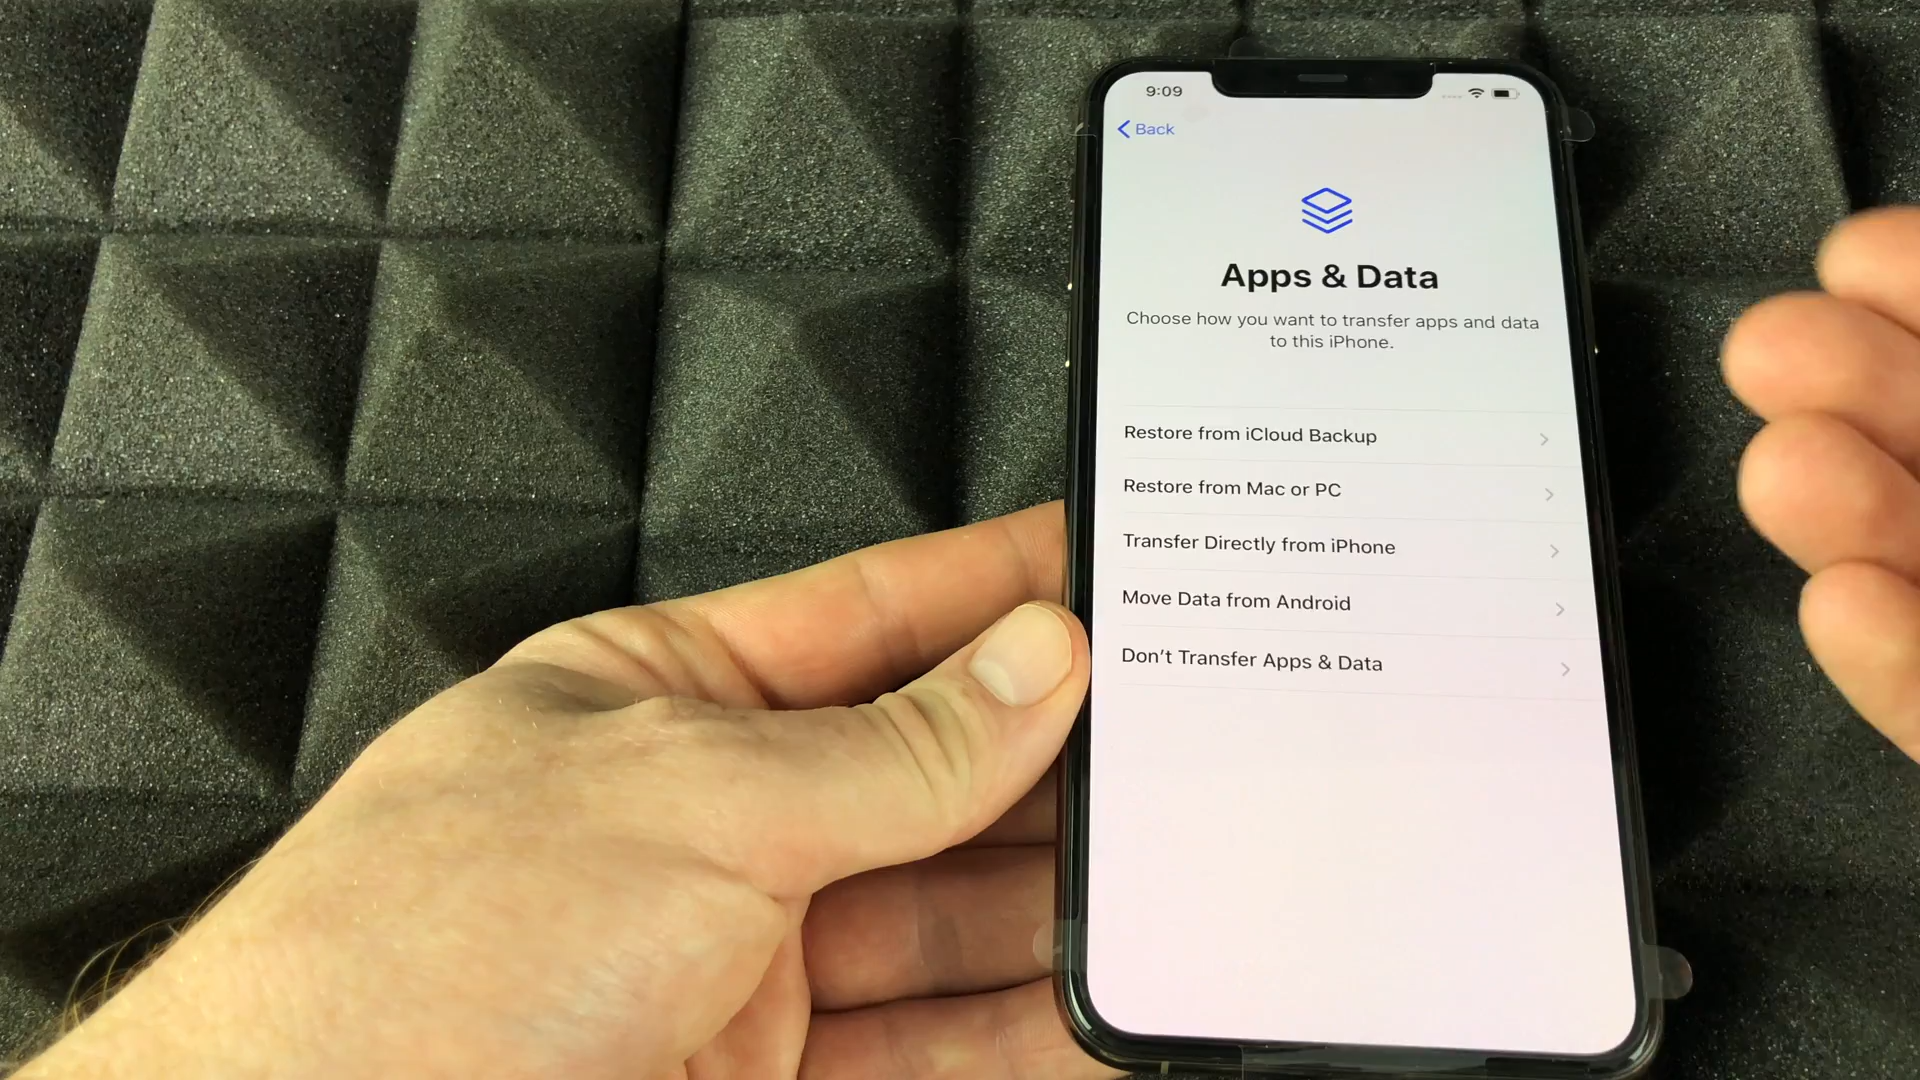 9:09
Back
Apps & Data
Choose how you want to transfer apps and data
to this iPhone.
Restore from iCloud Backup
Restore from Mac or PC
Transfer Directly from iPhone
Move Data from Android
Don’t Transfer Apps & Data